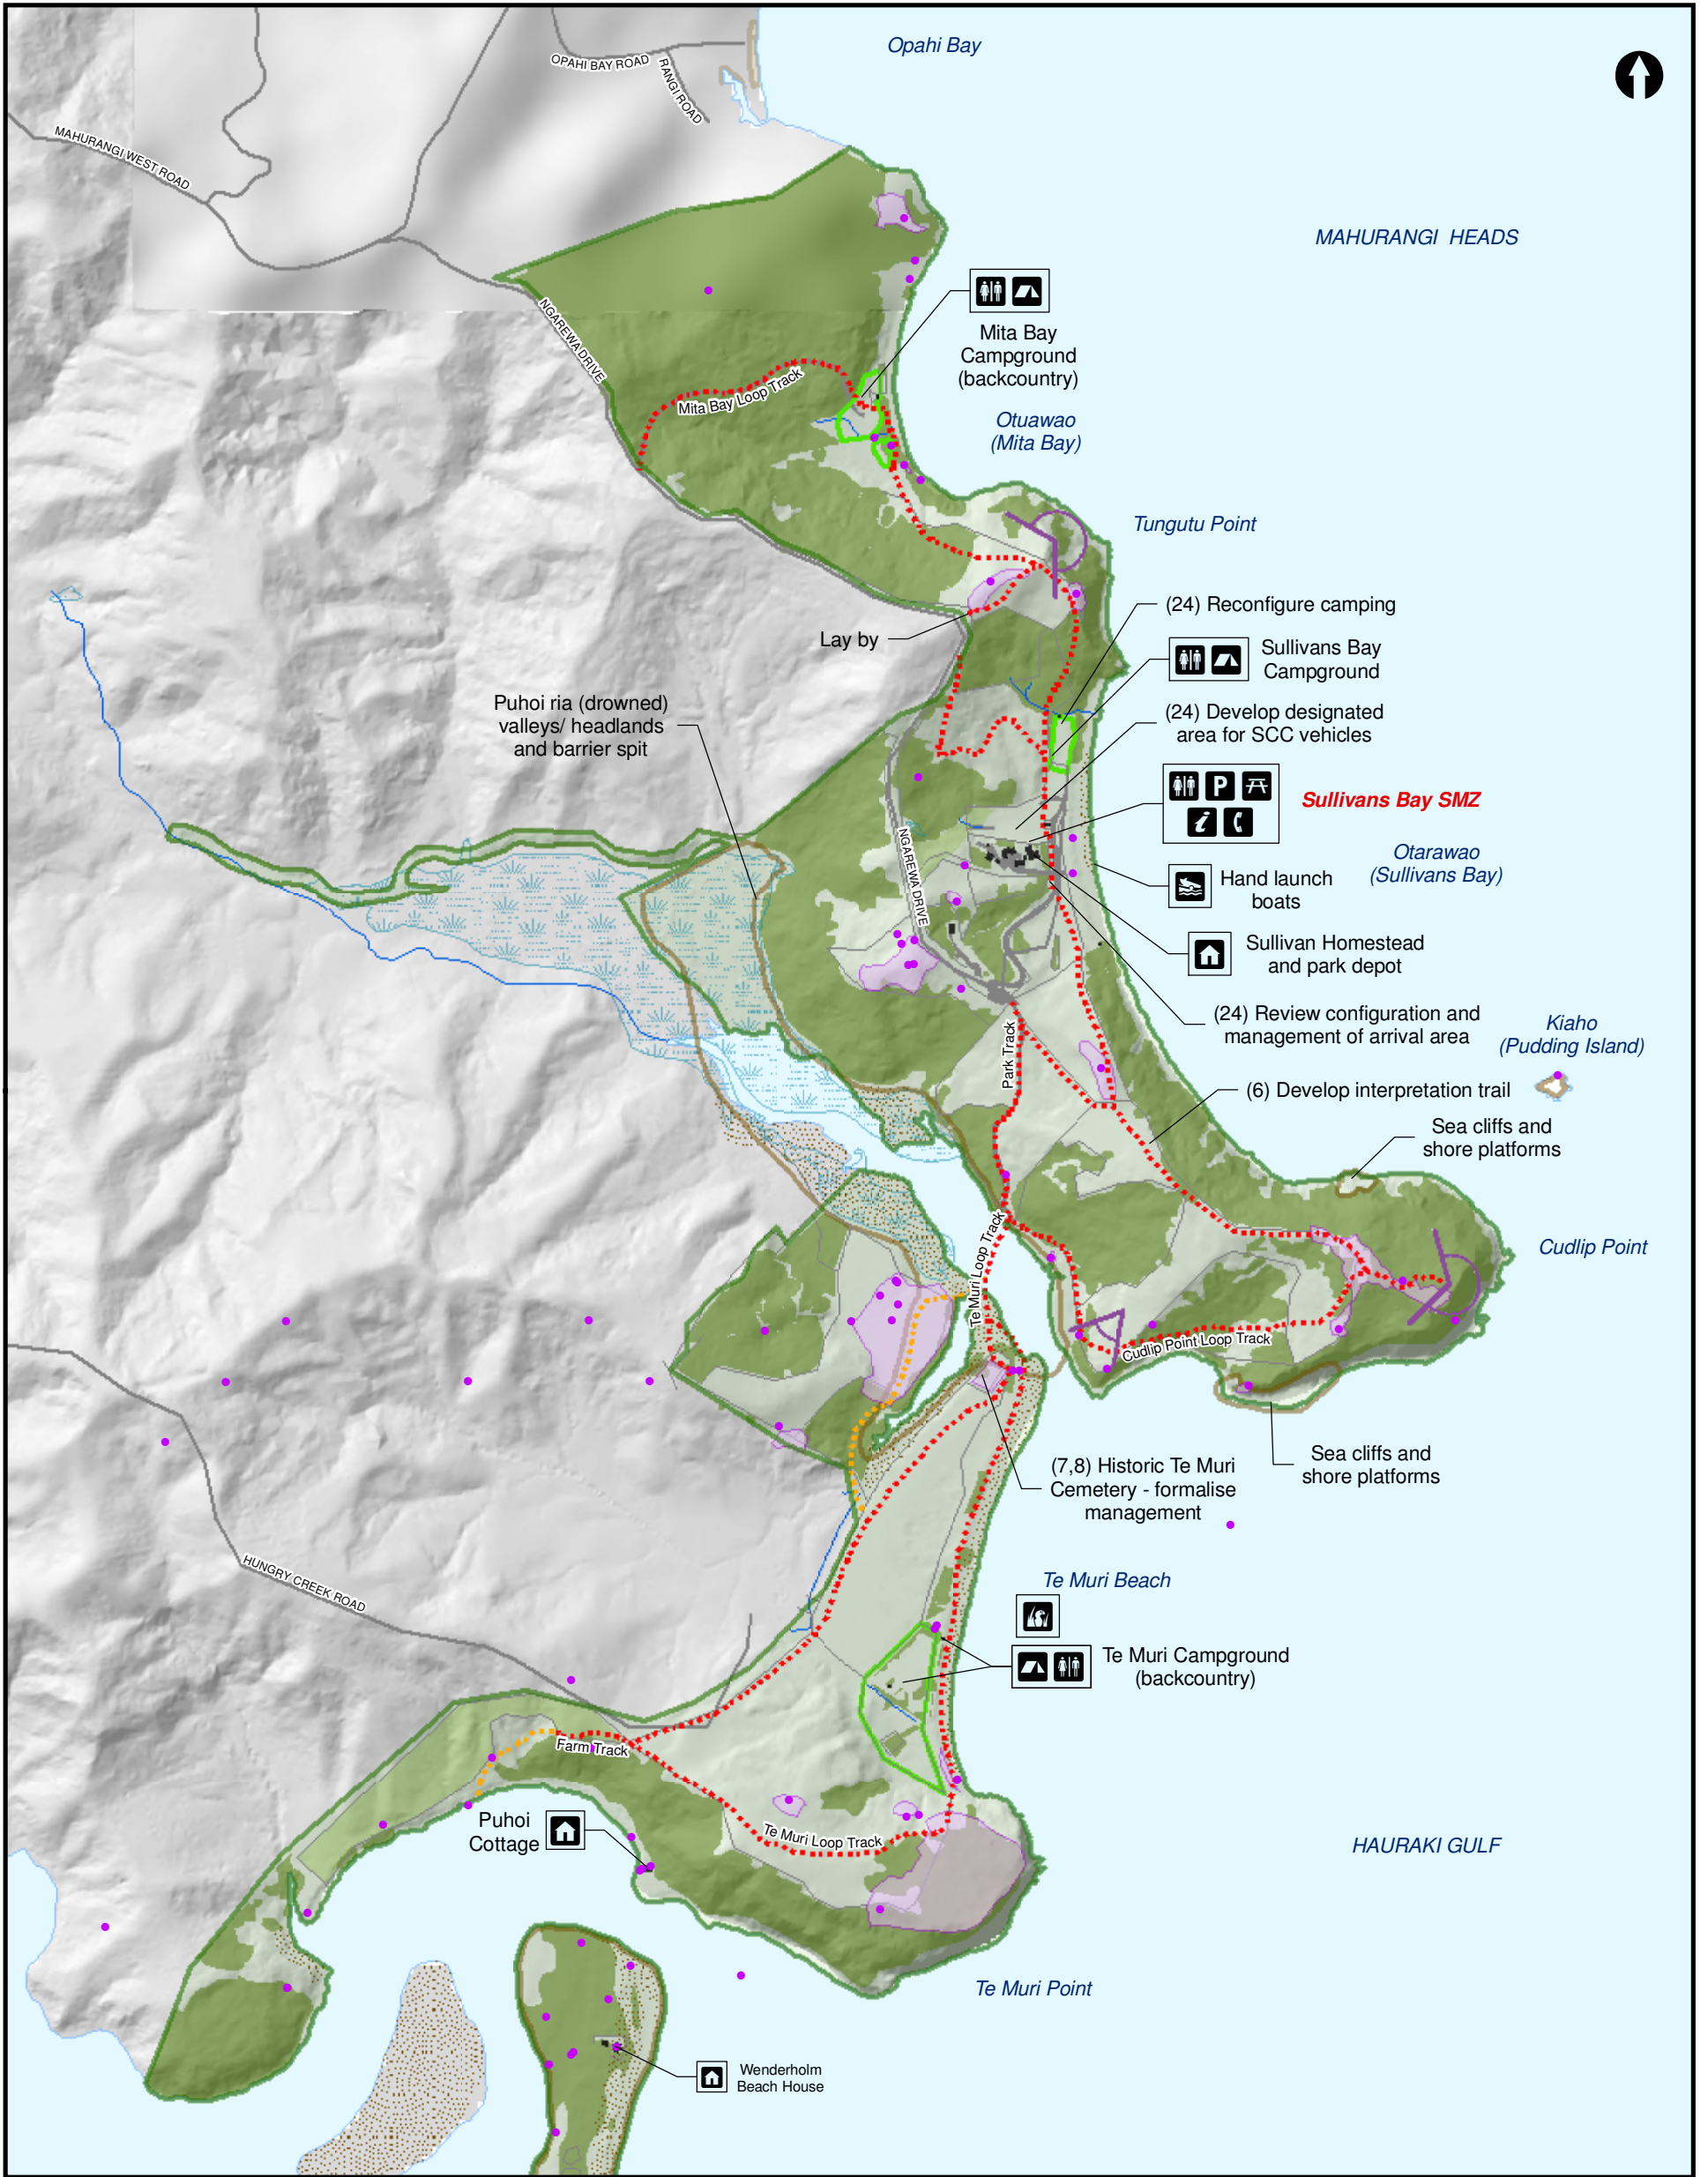 Opahi Bay
OPAHI BAY ROAD
RANGI ROAD
MAHURANGI WEST ROAD
MAHURANGI HEADS
NGAREWA DRIVE
Mita Bay
Campground
(backcountry)
Mita Bay Loop Track
Otuawao
(Mita Bay)
Tungutu Point
(24) Reconfigure camping
Lay by
Sullivans Bay
Campground
Puhoi ria (drowned)
valleys/ headlands
and barrier spit
(24) Develop designated
area for SCC vehicles
P
i
Sullivans Bay SMZ
NGAREWA DRIVE
Otarawao
(Sullivans Bay)
Hand launch
boats
Sullivan Homestead
and park depot
(24) Review configuration and
management of arrival area
Kiaho
(Pudding Island)
Park Track
(6) Develop interpretation trail
Sea cliffs and
shore platforms
Te Muri Loop Track
Cudlip Point
Cudlip Point Loop Track
Sea cliffs and
shore platforms
(7,8) Historic Te Muri
Cemetery - formalise
management
HUNGRY CREEK ROAD
Te Muri Beach
Te Muri Campground
(backcountry)
Farm Track
Puhoi
Cottage
Te Muri Loop Track
HAURAKI GULF
Te Muri Point
Wenderholm
Beach House